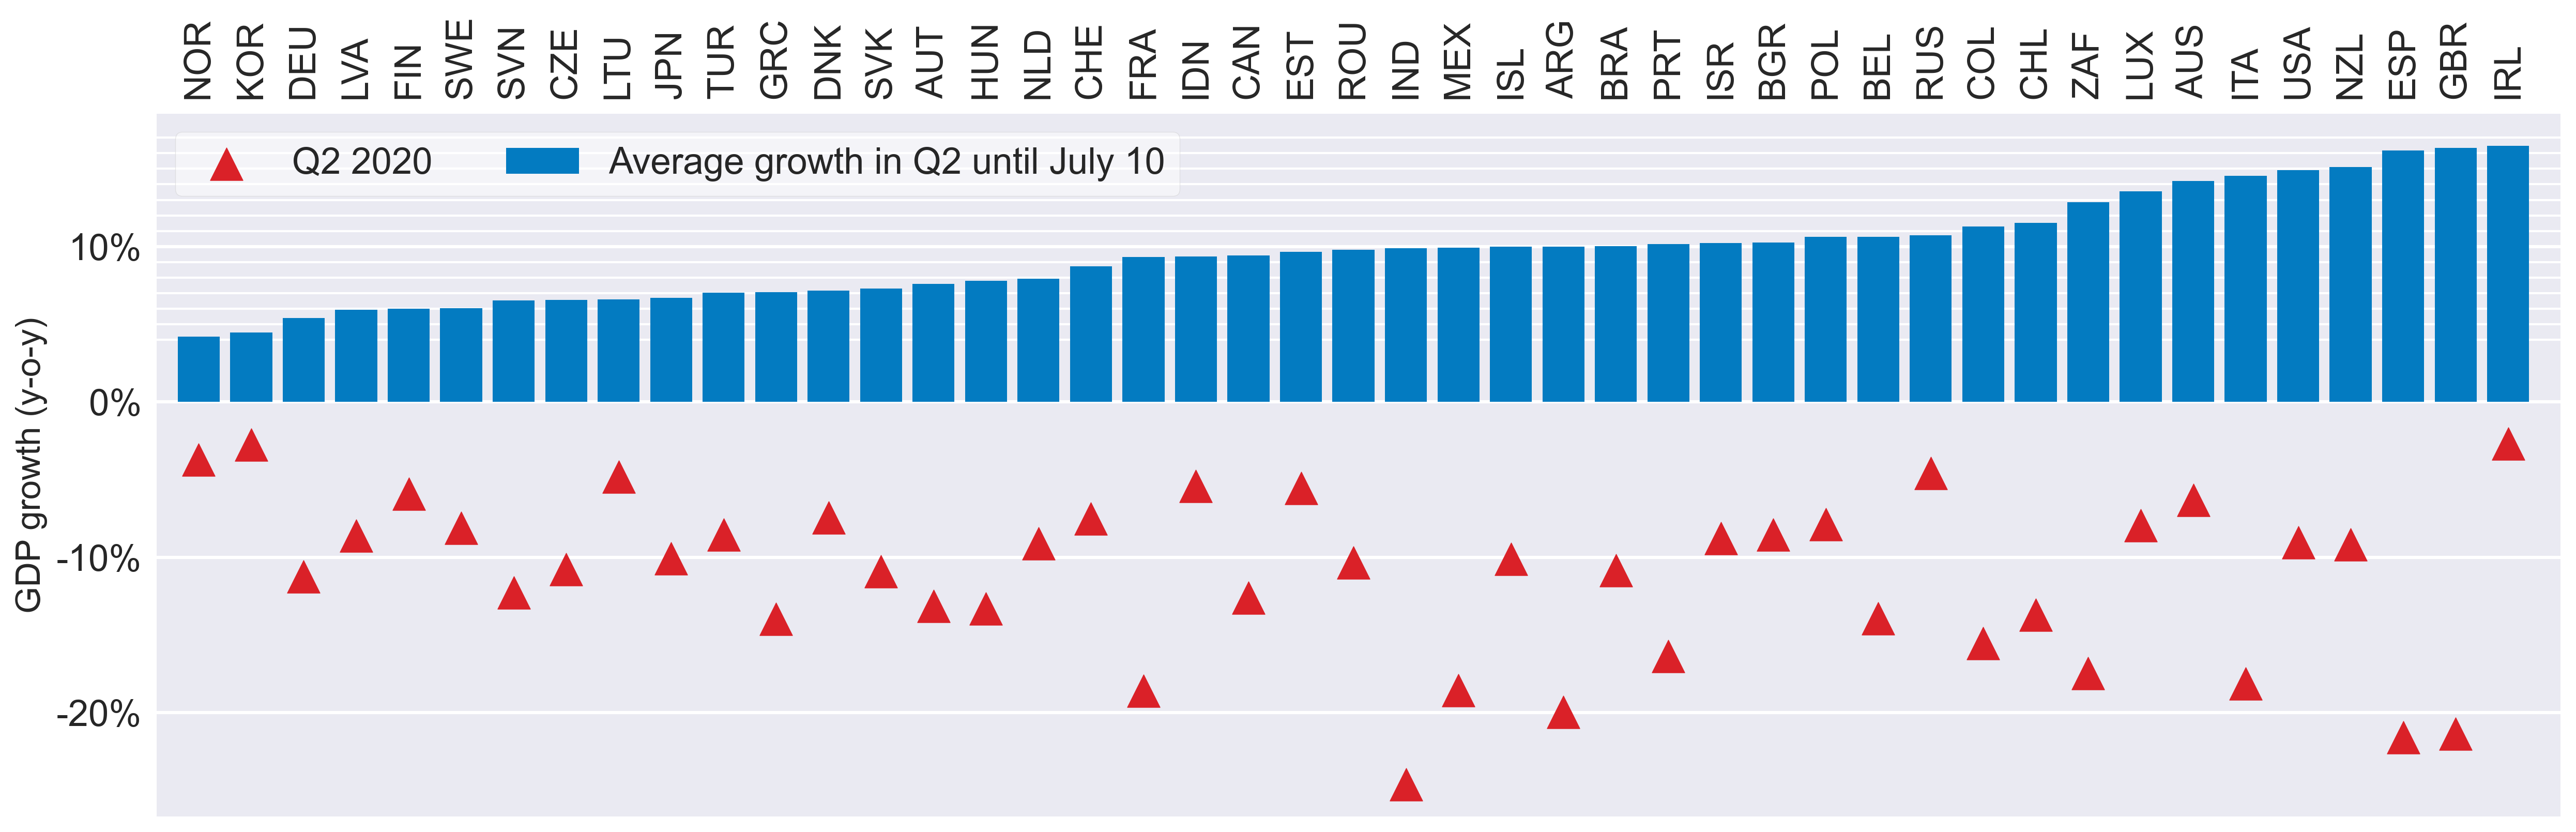 NOR KOR DEU LVA FIN SWE SVN CZE LTU JPN TUR GRC DNK SVK AUT HUN NLD CHE FRA IDN CAN EST ROU IND MEX ISL ARG BRA PRT ISR BGR POL BEL RUS COL CHL ZAF LUX AUS ITA USA NZL ESP GBR IRL
Q2 2020 Average growth in Q2 until July 10
10%
0%
-10%
-20%
GDP growth (y-o-y)